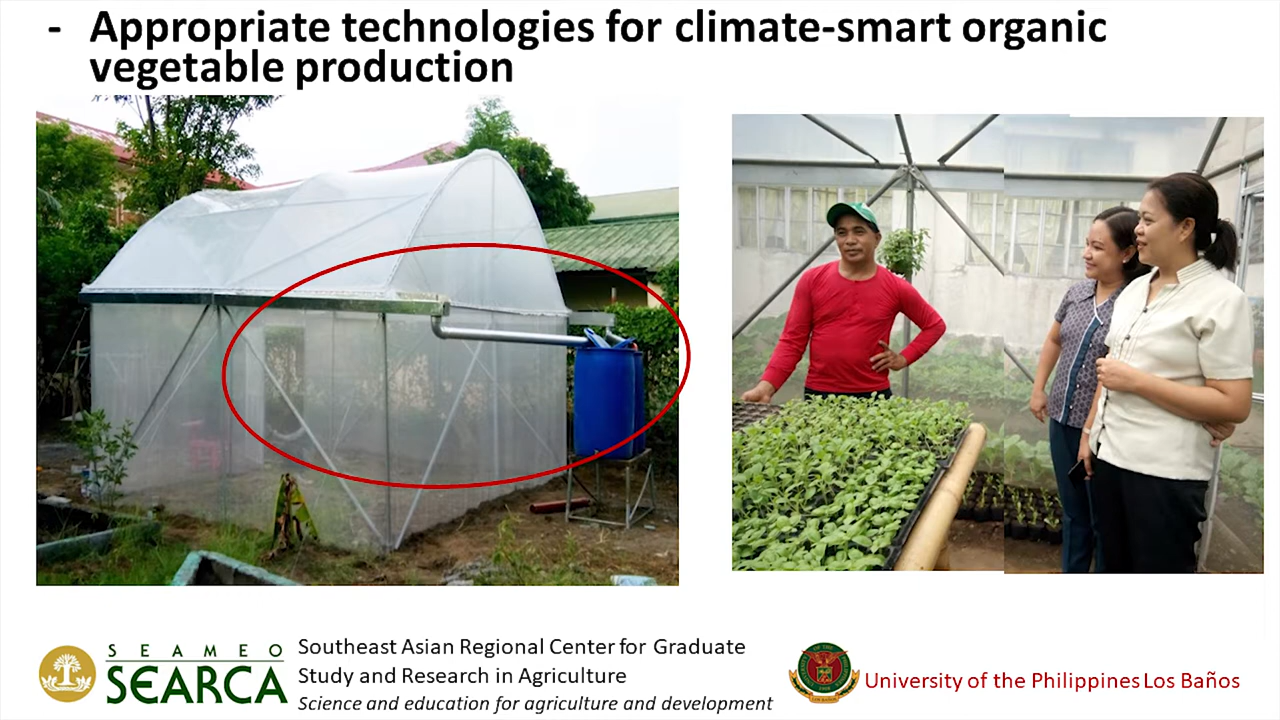 - Appropriate technologies for climate-smart organic
vegetable production
SEAMEO
SEARCA
Southeast Asian Regional Center for Graduate
Study and Research in Agriculture
Science and education for agriculture and development
University of the Philippines Los Baños